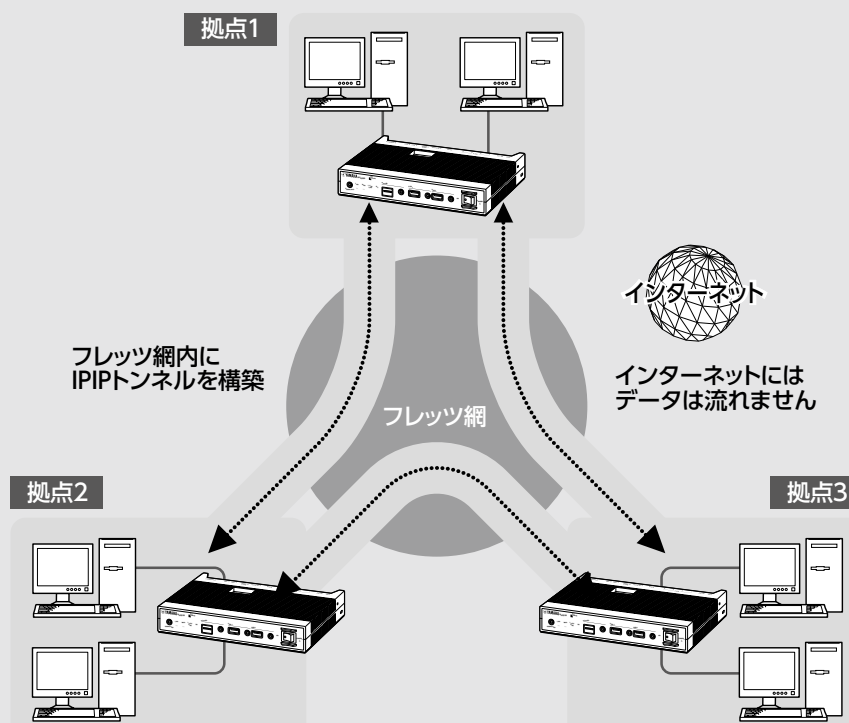 拠点1
インターネット
フレッツ網内に
IPIPトンネルを構築
インターネットには
データは流れません
フレッツ網
拠点2
拠点3